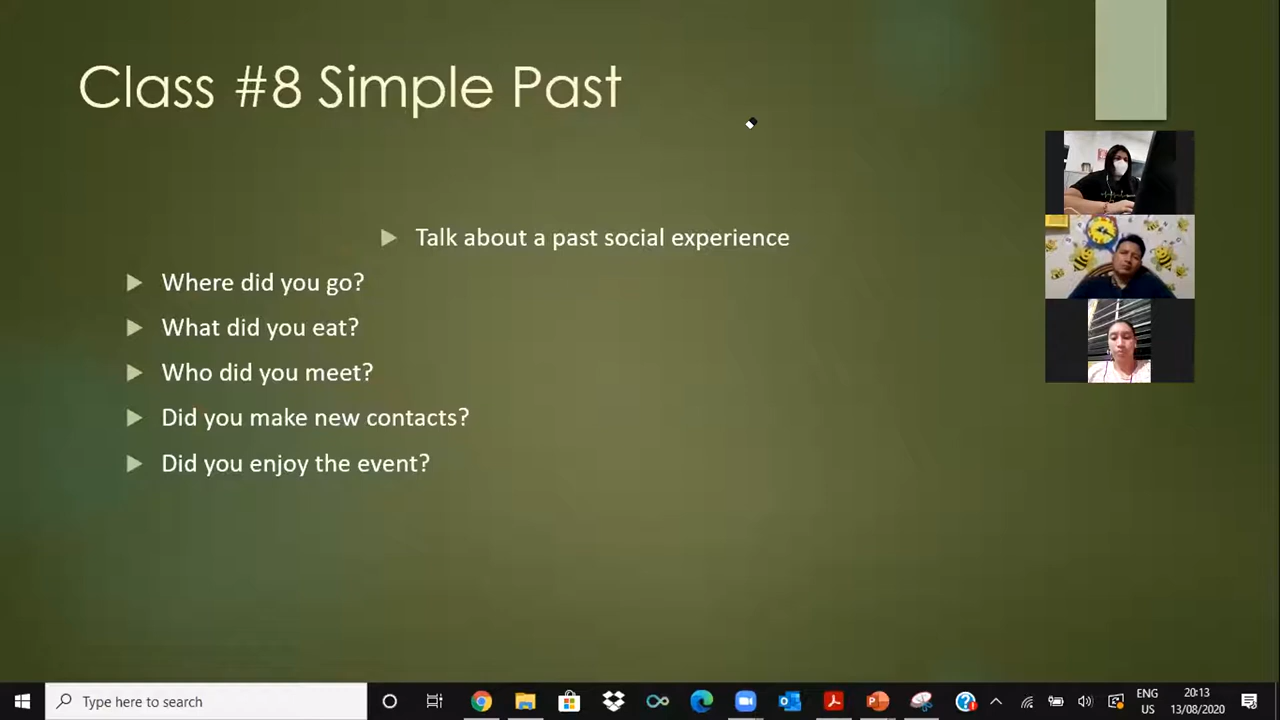 Class #8 Simple Past
Talk about a past social experience
Where did you go?
What did you eat?
Who did you meet?
Did you make new contacts?
Did you enjoy the event?
Type here to search
ENG
US
20:13
13/08/2020